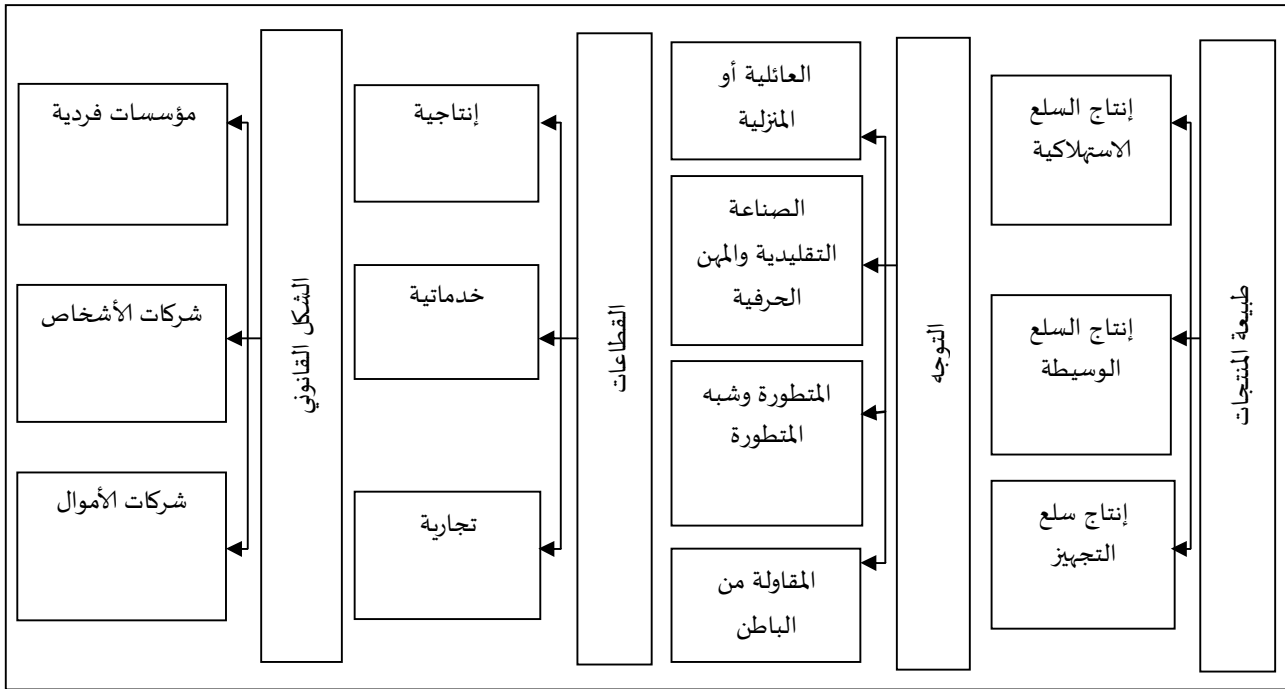 طبيعة المنتجات
إنتاج السلع
الاستهلاكية
إنتاج السلع
الوسيطة
إنتاج سلع
التجهيز
التوجه
العائلية أو
المنزلية
الصناعة
التقليدية والمهن
الحرفية
المتطورة وشبه
المتطورة
المقاولة من
الباطن
القطاعات
إنتاجية
خدماتية
تجارية
الشكل القانوني
مؤسسات فردية
شركات الأشخاص
شركات الأموال